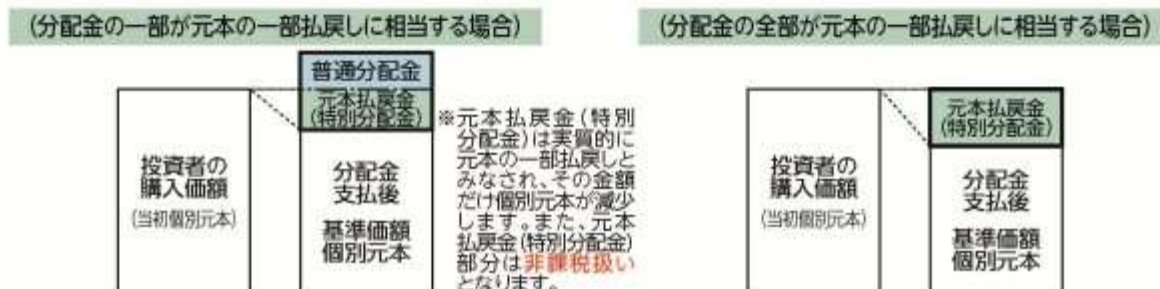 (分配金の一部が元本の一部払戻しに相当する場合)
普通分配金
元本払戻金
(特別分配金)
投資者の
購入価額
(当初個別元本)
分配金
支払後
基準価額
個別元本
※元本払戻金(特別
分配金)は実質的に
元本の一部払戻しと
みなされ、その金額
だけ個別元本が減少
します。また、元本
払戻金(特別分配金)
部分は非課税扱い
となります。
(分配金の全部が元本の一部払戻しに相当する場合)
元本払戻金
(特別分配金)
投資者の
購入価額
(当初個別元本)
分配金
支払後
基準価額
個別元本